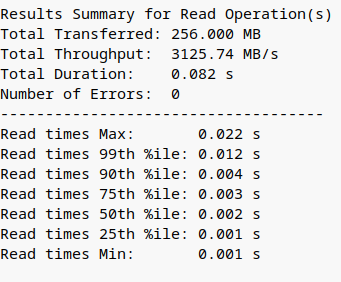 Results Summary for Read Operation(s)
Total Transferred: 256.000 MB
Total Throughput:  3125.74 MB/s
Total Duration:    0.082 s
Number of Errors:  0
------------------------------------
Read times Max:       0.022 s
Read times 99th %ile: 0.012 s
Read times 90th %ile: 0.004 s
Read times 75th %ile: 0.003 s
Read times 50th %ile: 0.002 s
Read times 25th %ile: 0.001 s
Read times Min:       0.001 s